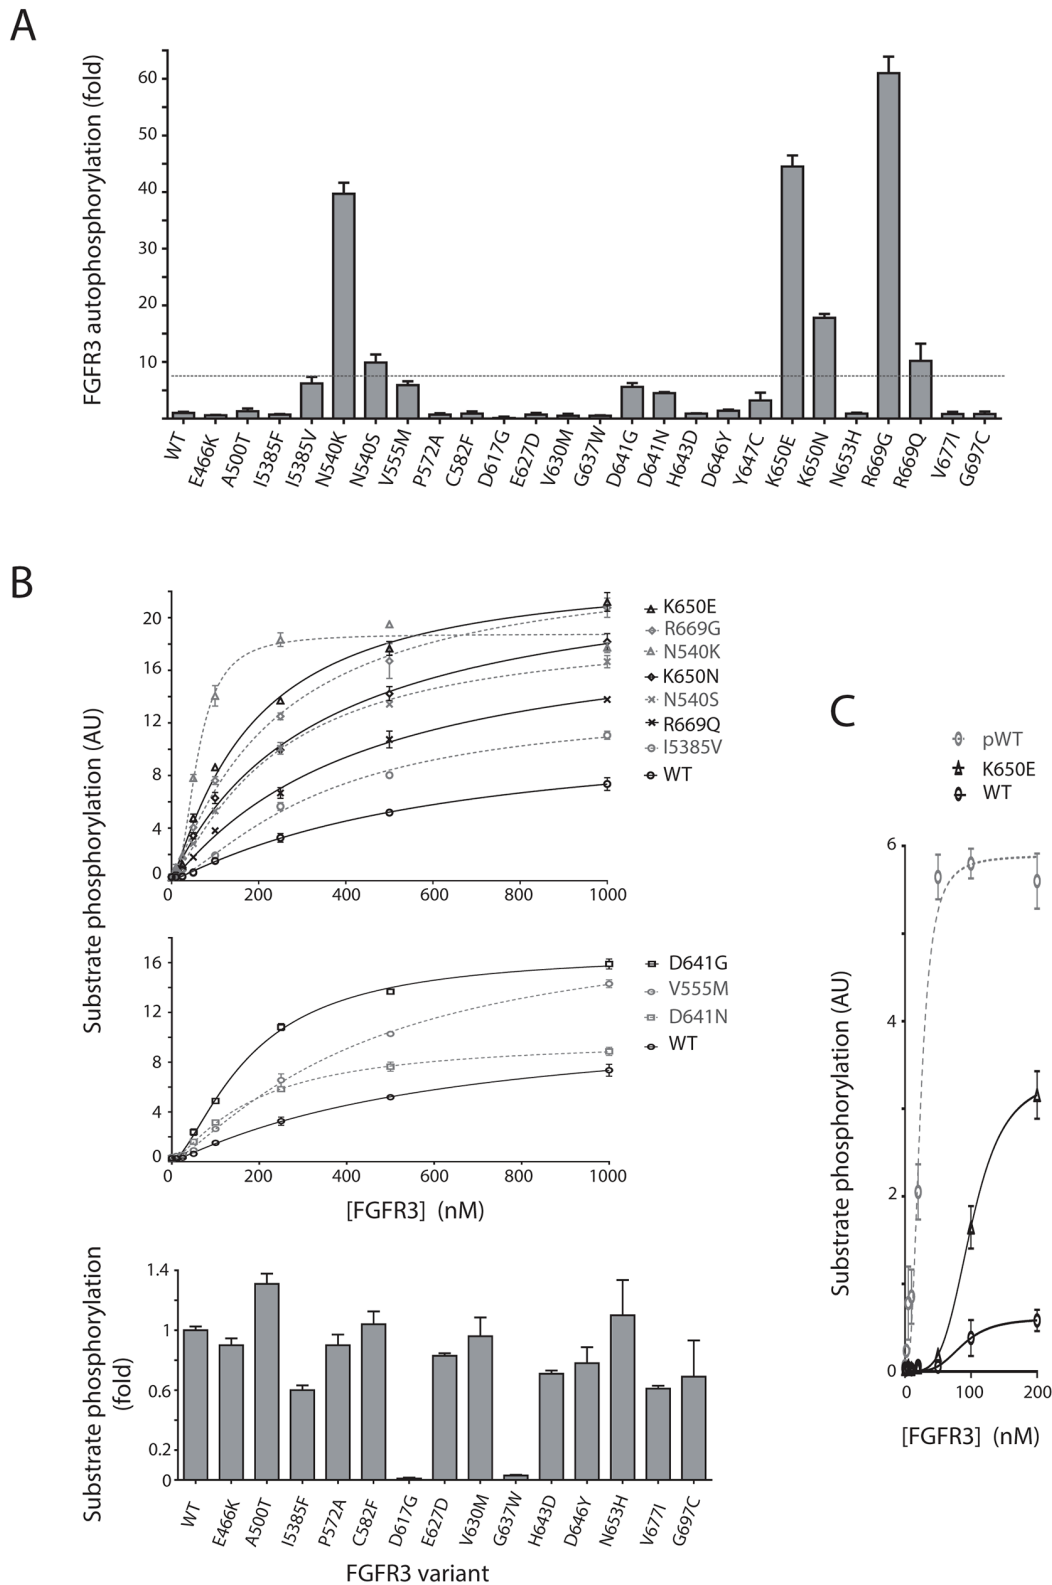 A
FGFR3 autophosphorylation (fold)
60
50
40
30
20
10
WT
E466K
A500T
I5385F
I5385V
N540K
N540S
V555M
P572A
C582F
D617G
E627D
V630M
G637W
D641G
D641N
H643D
D646Y
Y647C
K650E
K650N
N653H
R669G
R669Q
V677I
G697C
B
Substrate phosphorylation (AU)
20
16
12
8
4
0
0
200
400
600
800
1000
K650E
R669G
N540K
K650N
N540S
R669Q
I5385V
WT
16
12
8
4
0
0
200
400
600
800
1000
D641G
V555M
D641N
WT
[FGFR3] (nM)
Substrate phosphorylation
(fold)
1.4
1
0.6
0.2
0
WT
E466K
A500T
I5385F
P572A
C582F
D617G
E627D
V630M
G637W
H643D
D646Y
N653H
V677I
G697C
FGFR3 variant
C
pWT
K650E
WT
Substrate phosphorylation (AU)
6
4
2
0
0
100
200
[FGFR3] (nM)